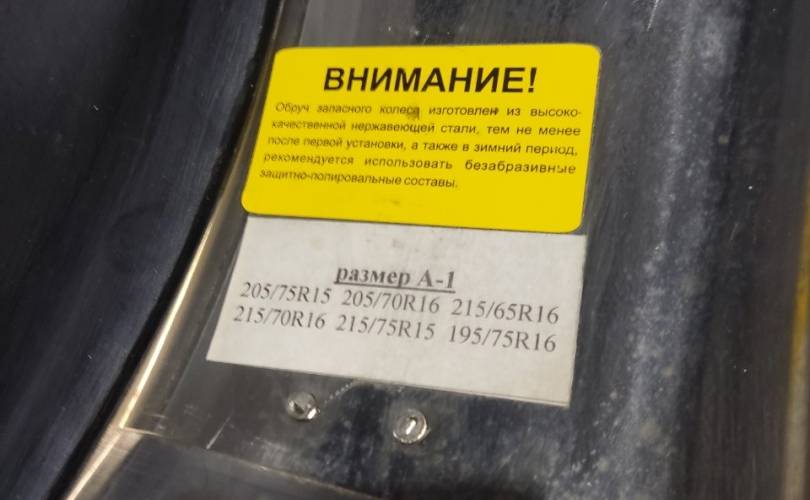 ВНИМАНИЕ!
Обруч запасного колеса изготовлен из высоко-
качественной нержавеющей стали, тем не менее
после первой установки, а также в зимний период,
рекомендуется использовать безабразивные
защитно-полировальные составы.
размер А-1
205/75R15 205/70R16 215/65R16
215/70R16 215/75R15 195/75R16